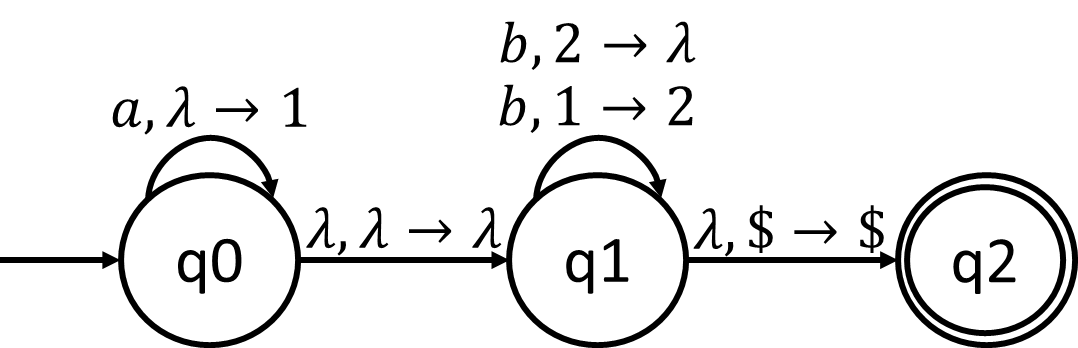 b, 2 → λ
a, λ → 1
b, 1 → 2
λ, λ → λ
λ, $ → $
q0
q1
q2